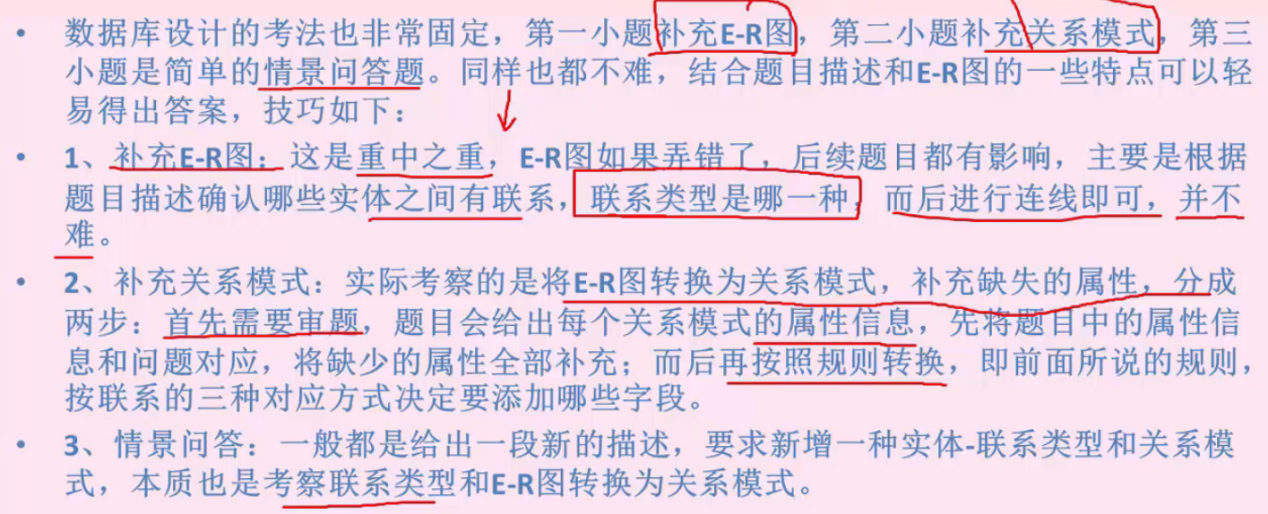 • 数据库设计的考法也非常固定，第一小题补充E-R图，第二小题补充关系模式，第三
小题是简单的情景问答题。同样也都不难，结合题目描述和E-R图的一些特点可以轻
易得出答案，技巧如下：
• 1、补充E-R图：这是重中之重，E-R图如果弄错了，后续题目都有影响，主要是根据
题目描述确认哪些实体之间有联系，联系类型是哪一种，而后进行连线即可，并不
难。
• 2、补充关系模式：实际考察的是将E-R图转换为关系模式，补充缺失的属性，分成
两步：首先需要审题，题目会给出每个关系模式的属性信息，先将题目中的属性信
息和问题对应，将缺少的属性全部补充；而后再按照规则转换，即前面所说的规则，
按联系的三种对应方式决定要添加哪些字段。
• 3、情景问答：一般都是给出一段新的描述，要求新增一种实体-联系类型和关系模
式，本质也是考察联系类型和E-R图转换为关系模式。